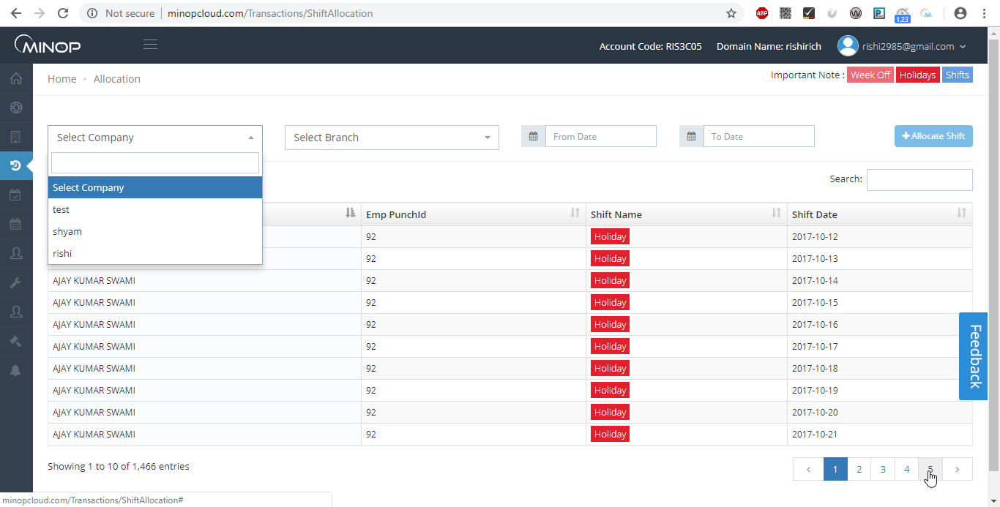 Not secure | minopcloud.com/Transactions/ShiftAllocation
ABP
1.23
MINOP
Account Code: RIS3C05 Domain Name: rishirich rishi2985@gmail.com
Home • Allocation
Important Note : Week Off Holidays Shifts
Select Company
Select Branch
From Date
To Date
+ Allocate Shift
Select Company
test
shyam
rishi
Search:
Emp PunchId Shift Name Shift Date
92 Holiday 2017-10-12
92 Holiday 2017-10-13
AJAY KUMAR SWAMI 92 Holiday 2017-10-14
AJAY KUMAR SWAMI 92 Holiday 2017-10-15
AJAY KUMAR SWAMI 92 Holiday 2017-10-16
AJAY KUMAR SWAMI 92 Holiday 2017-10-17
AJAY KUMAR SWAMI 92 Holiday 2017-10-18
AJAY KUMAR SWAMI 92 Holiday 2017-10-19
AJAY KUMAR SWAMI 92 Holiday 2017-10-20
AJAY KUMAR SWAMI 92 Holiday 2017-10-21
Feedback
Showing 1 to 10 of 1,466 entries
‹ 1 2 3 4 5 ›
minopcloud.com/Transactions/ShiftAllocation#